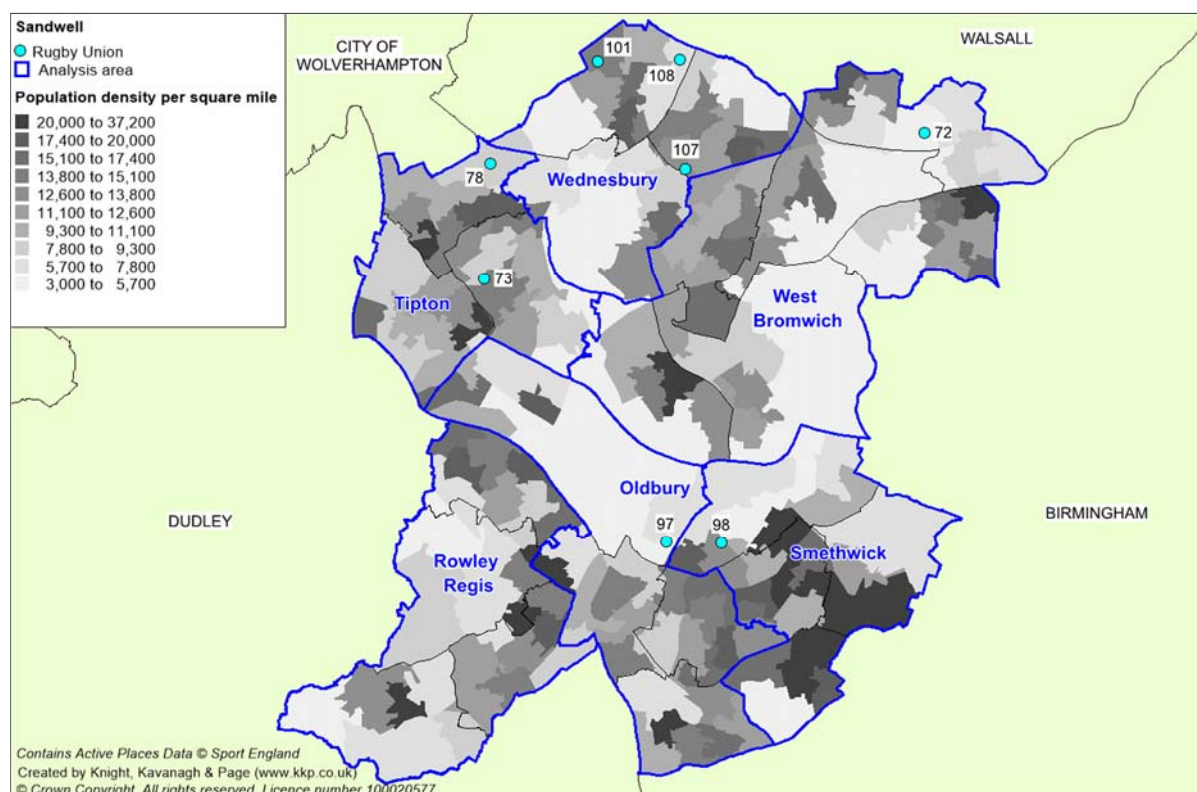 Sandwell
Rugby Union
Analysis area
Population density per square mile
20,000 to 37,200
17,400 to 20,000
15,100 to 17,400
13,800 to 15,100
12,600 to 13,800
11,100 to 12,600
9,300 to 11,100
7,800 to 9,300
5,700 to 7,800
3,000 to 5,700
CITY OF
WOLVERHAMPTON
WALSALL
101
108
72
107
78
Wednesbury
73
Tipton
West
Bromwich
Oldbury
DUDLEY
BIRMINGHAM
97
98
Smethwick
Rowley
Regis
Contains Active Places Data © Sport England
Created by Knight, Kavanagh & Page (www.kkp.co.uk)
© Crown Copyright. All rights reserved. Licence number 100020577